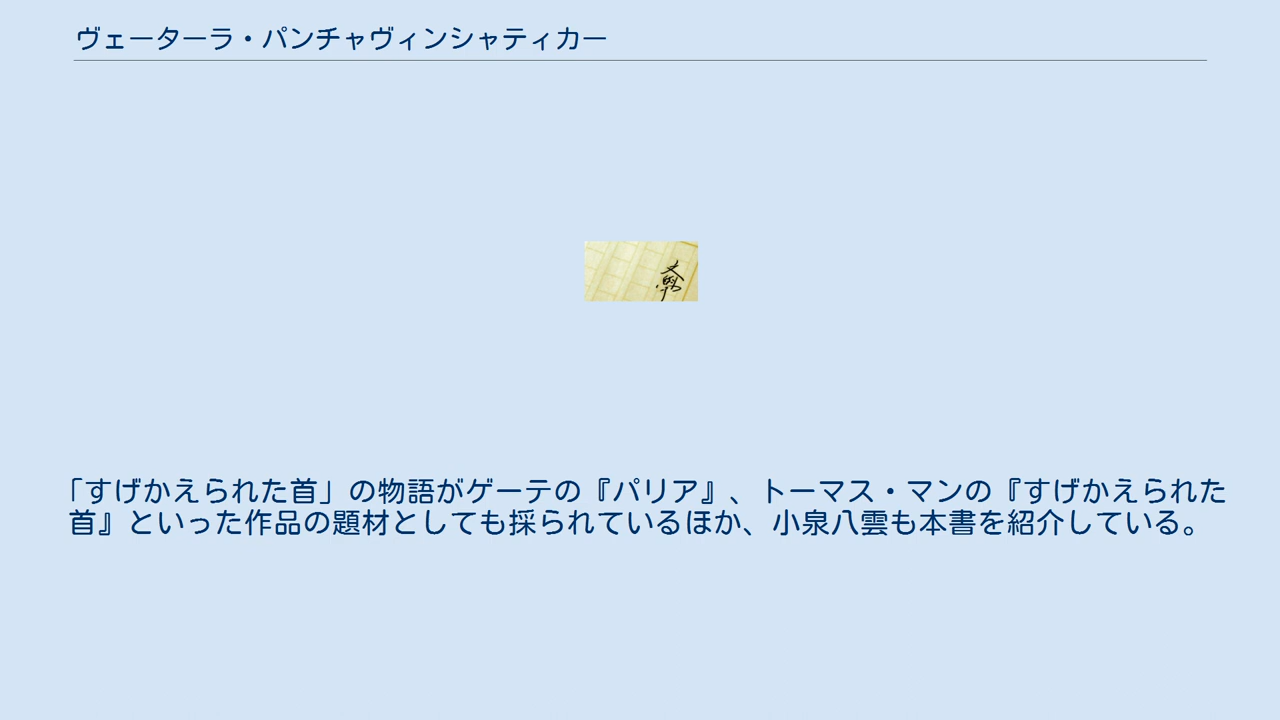 ヴェーターラ・パンチャヴィンシャティカー
「すげかえられた首」の物語がゲーテの『パリア』、トーマス・マンの『すげかえられた
首』といった作品の題材としても採られているほか、小泉八雲も本書を紹介している。